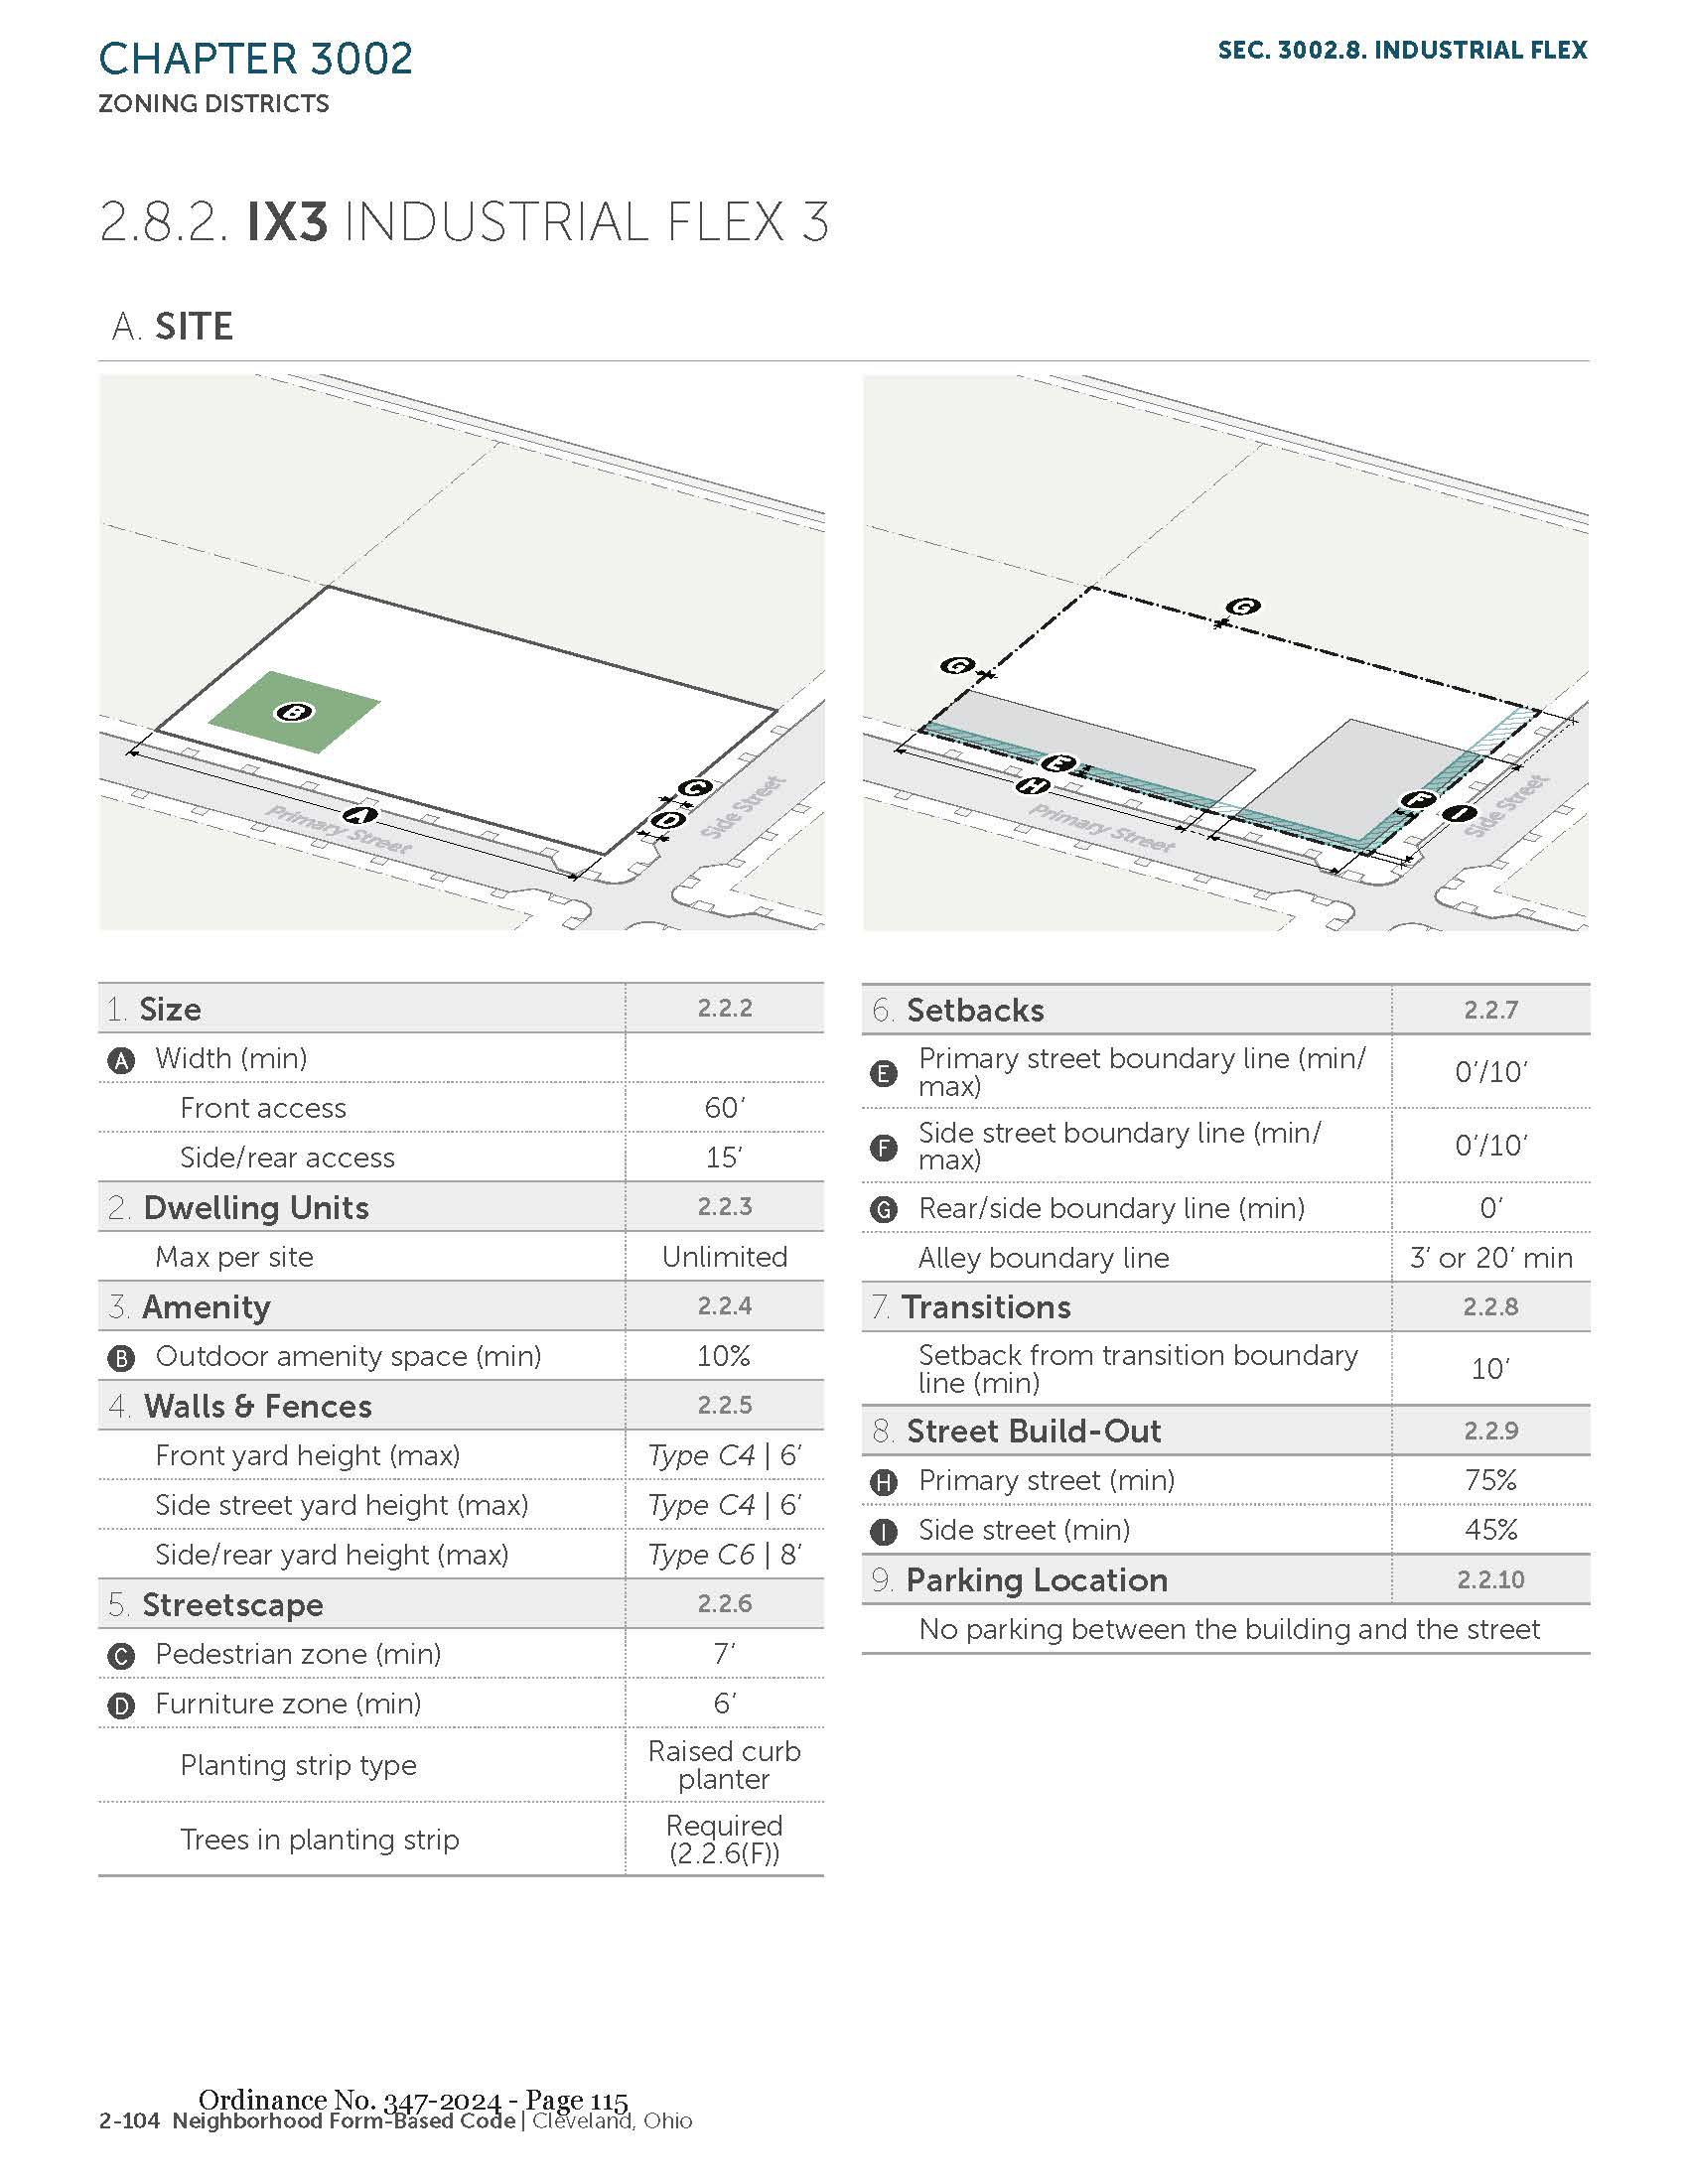 CHAPTER 3002
ZONING DISTRICTS
SEC. 3002.8. INDUSTRIAL FLEX
2.8.2. IX3 INDUSTRIAL FLEX 3
A. SITE
B
C
D
A
Primary Street
Side Street
G
G
E
H
F
I
Primary Street
Side Street
1. Size 2.2.2
A Width (min)
Front access 60’
Side/rear access 15’
2. Dwelling Units 2.2.3
Max per site Unlimited
3. Amenity 2.2.4
B Outdoor amenity space (min) 10%
4. Walls & Fences 2.2.5
Front yard height (max) Type C4 | 6’
Side street yard height (max) Type C4 | 6’
Side/rear yard height (max) Type C6 | 8’
5. Streetscape 2.2.6
C Pedestrian zone (min) 7’
D Furniture zone (min) 6’
Planting strip type Raised curb
planter
Trees in planting strip Required
(2.2.6(F))
6. Setbacks 2.2.7
E Primary street boundary line (min/
max) 0’/10’
F Side street boundary line (min/
max) 0’/10’
G Rear/side boundary line (min) 0’
Alley boundary line 3’ or 20’ min
7. Transitions 2.2.8
Setback from transition boundary
line (min) 10’
8. Street Build-Out 2.2.9
H Primary street (min) 75%
I Side street (min) 45%
9. Parking Location 2.2.10
No parking between the building and the street
Ordinance No. 347-2024 - Page 115
2-104 Neighborhood Form-Based Code | Cleveland, Ohio